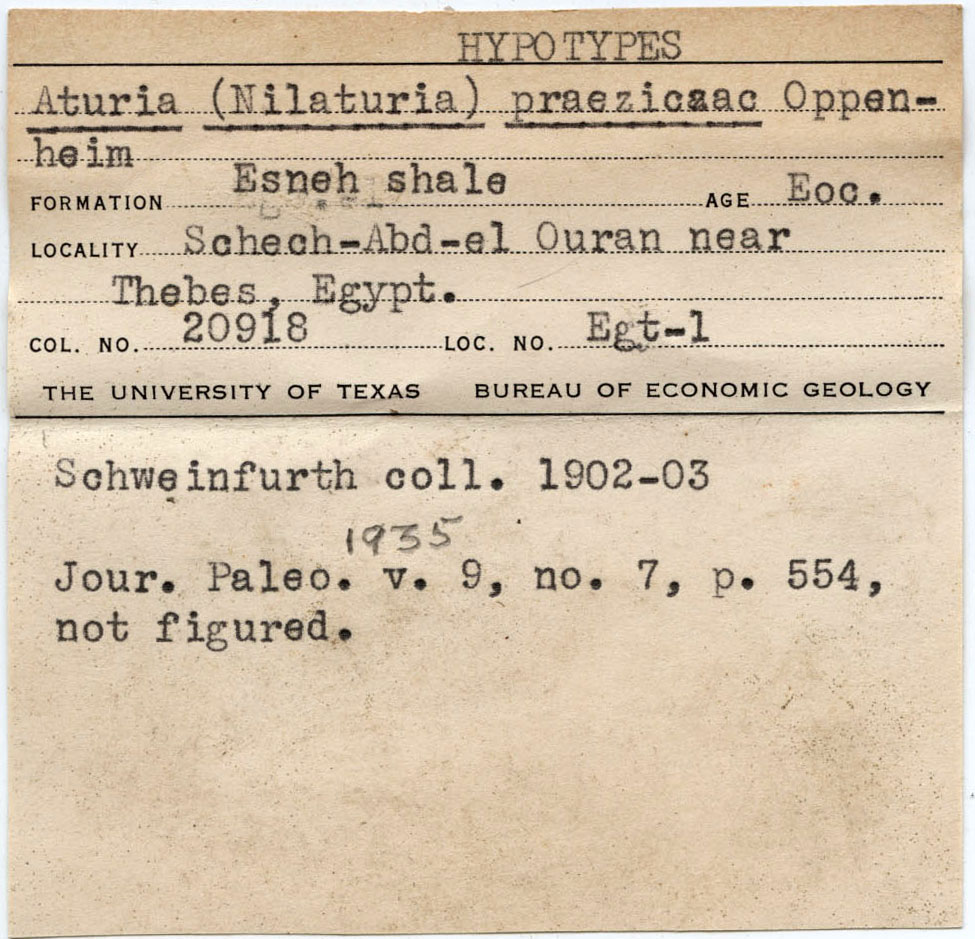 HYPOTYPES
Aturia (Nilaturia) praeziczac Oppen-
heim
FORMATION Esneh shale AGE Eoc.
LOCALITY Schech-Abd-el Ouran near
Thebes, Egypt.
COL. NO. 20918 LOC. NO. Egt-1
THE UNIVERSITY OF TEXAS BUREAU OF ECONOMIC GEOLOGY
Schweinfurth coll. 1902-03
1935
Jour. Paleo. v. 9, no. 7, p. 554,
not figured.